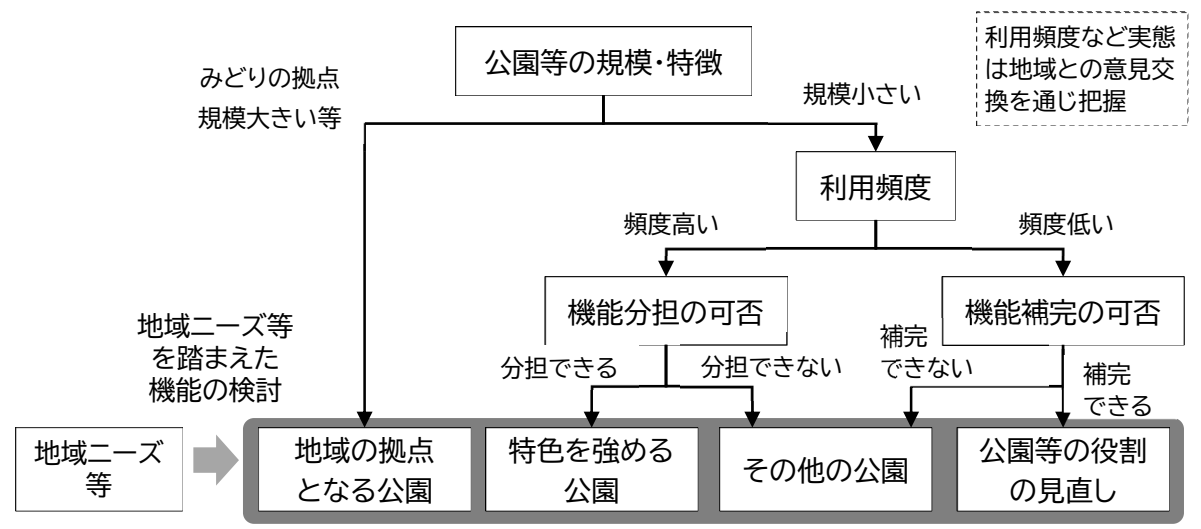 公園等の規模・特徴
利用頻度など実態
は地域との意見交
換を通じ把握
みどりの拠点
規模大きい等
規模小さい
利用頻度
頻度高い
頻度低い
機能分担の可否
機能補完の可否
地域ニーズ等
を踏まえた
機能の検討
分担できる
分担できない
補完
できない
補完
できる
地域ニーズ
等
地域の拠点
となる公園
特色を強める
公園
その他の公園
公園等の役割
の見直し